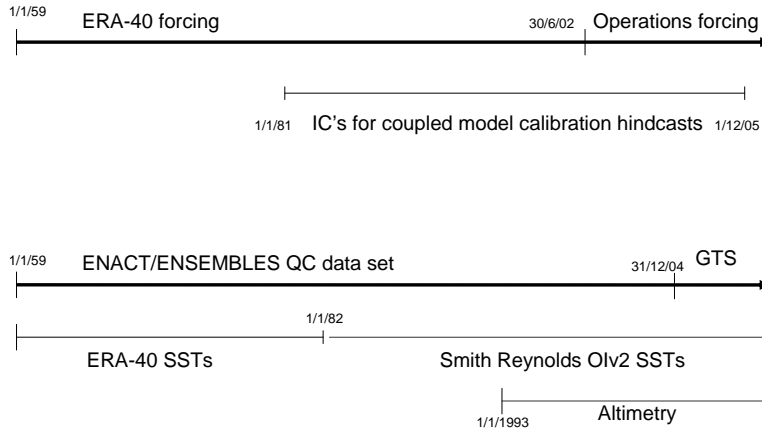 1/1/59
ERA-40 forcing
30/6/02
Operations forcing
1/1/81
IC's for coupled model calibration hindcasts
1/12/05
1/1/59
ENACT/ENSEMBLES QC data set
31/12/04
GTS
1/1/82
ERA-40 SSTs
Smith Reynolds OIv2 SSTs
1/1/1993
Altimetry